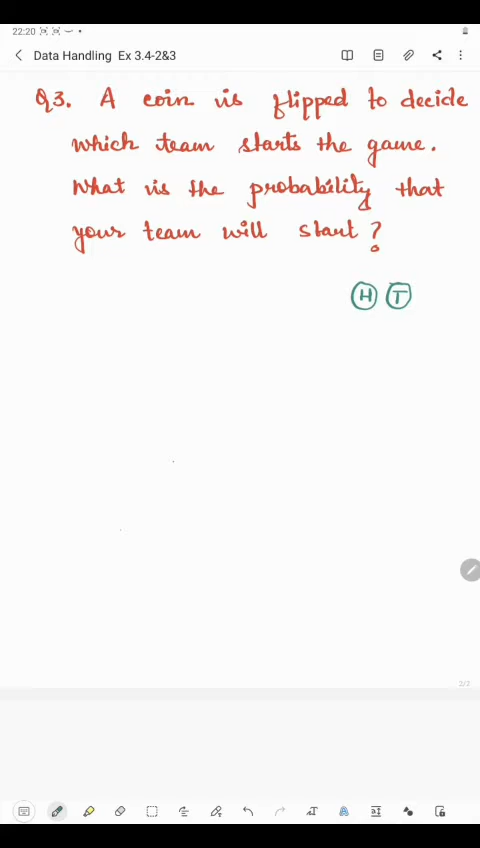 22:20
Data Handling Ex 3.4-2&3
Q3. A coin is flipped to decide
which team starts the game.
What is the probability that
your team will start?
H T
2/2